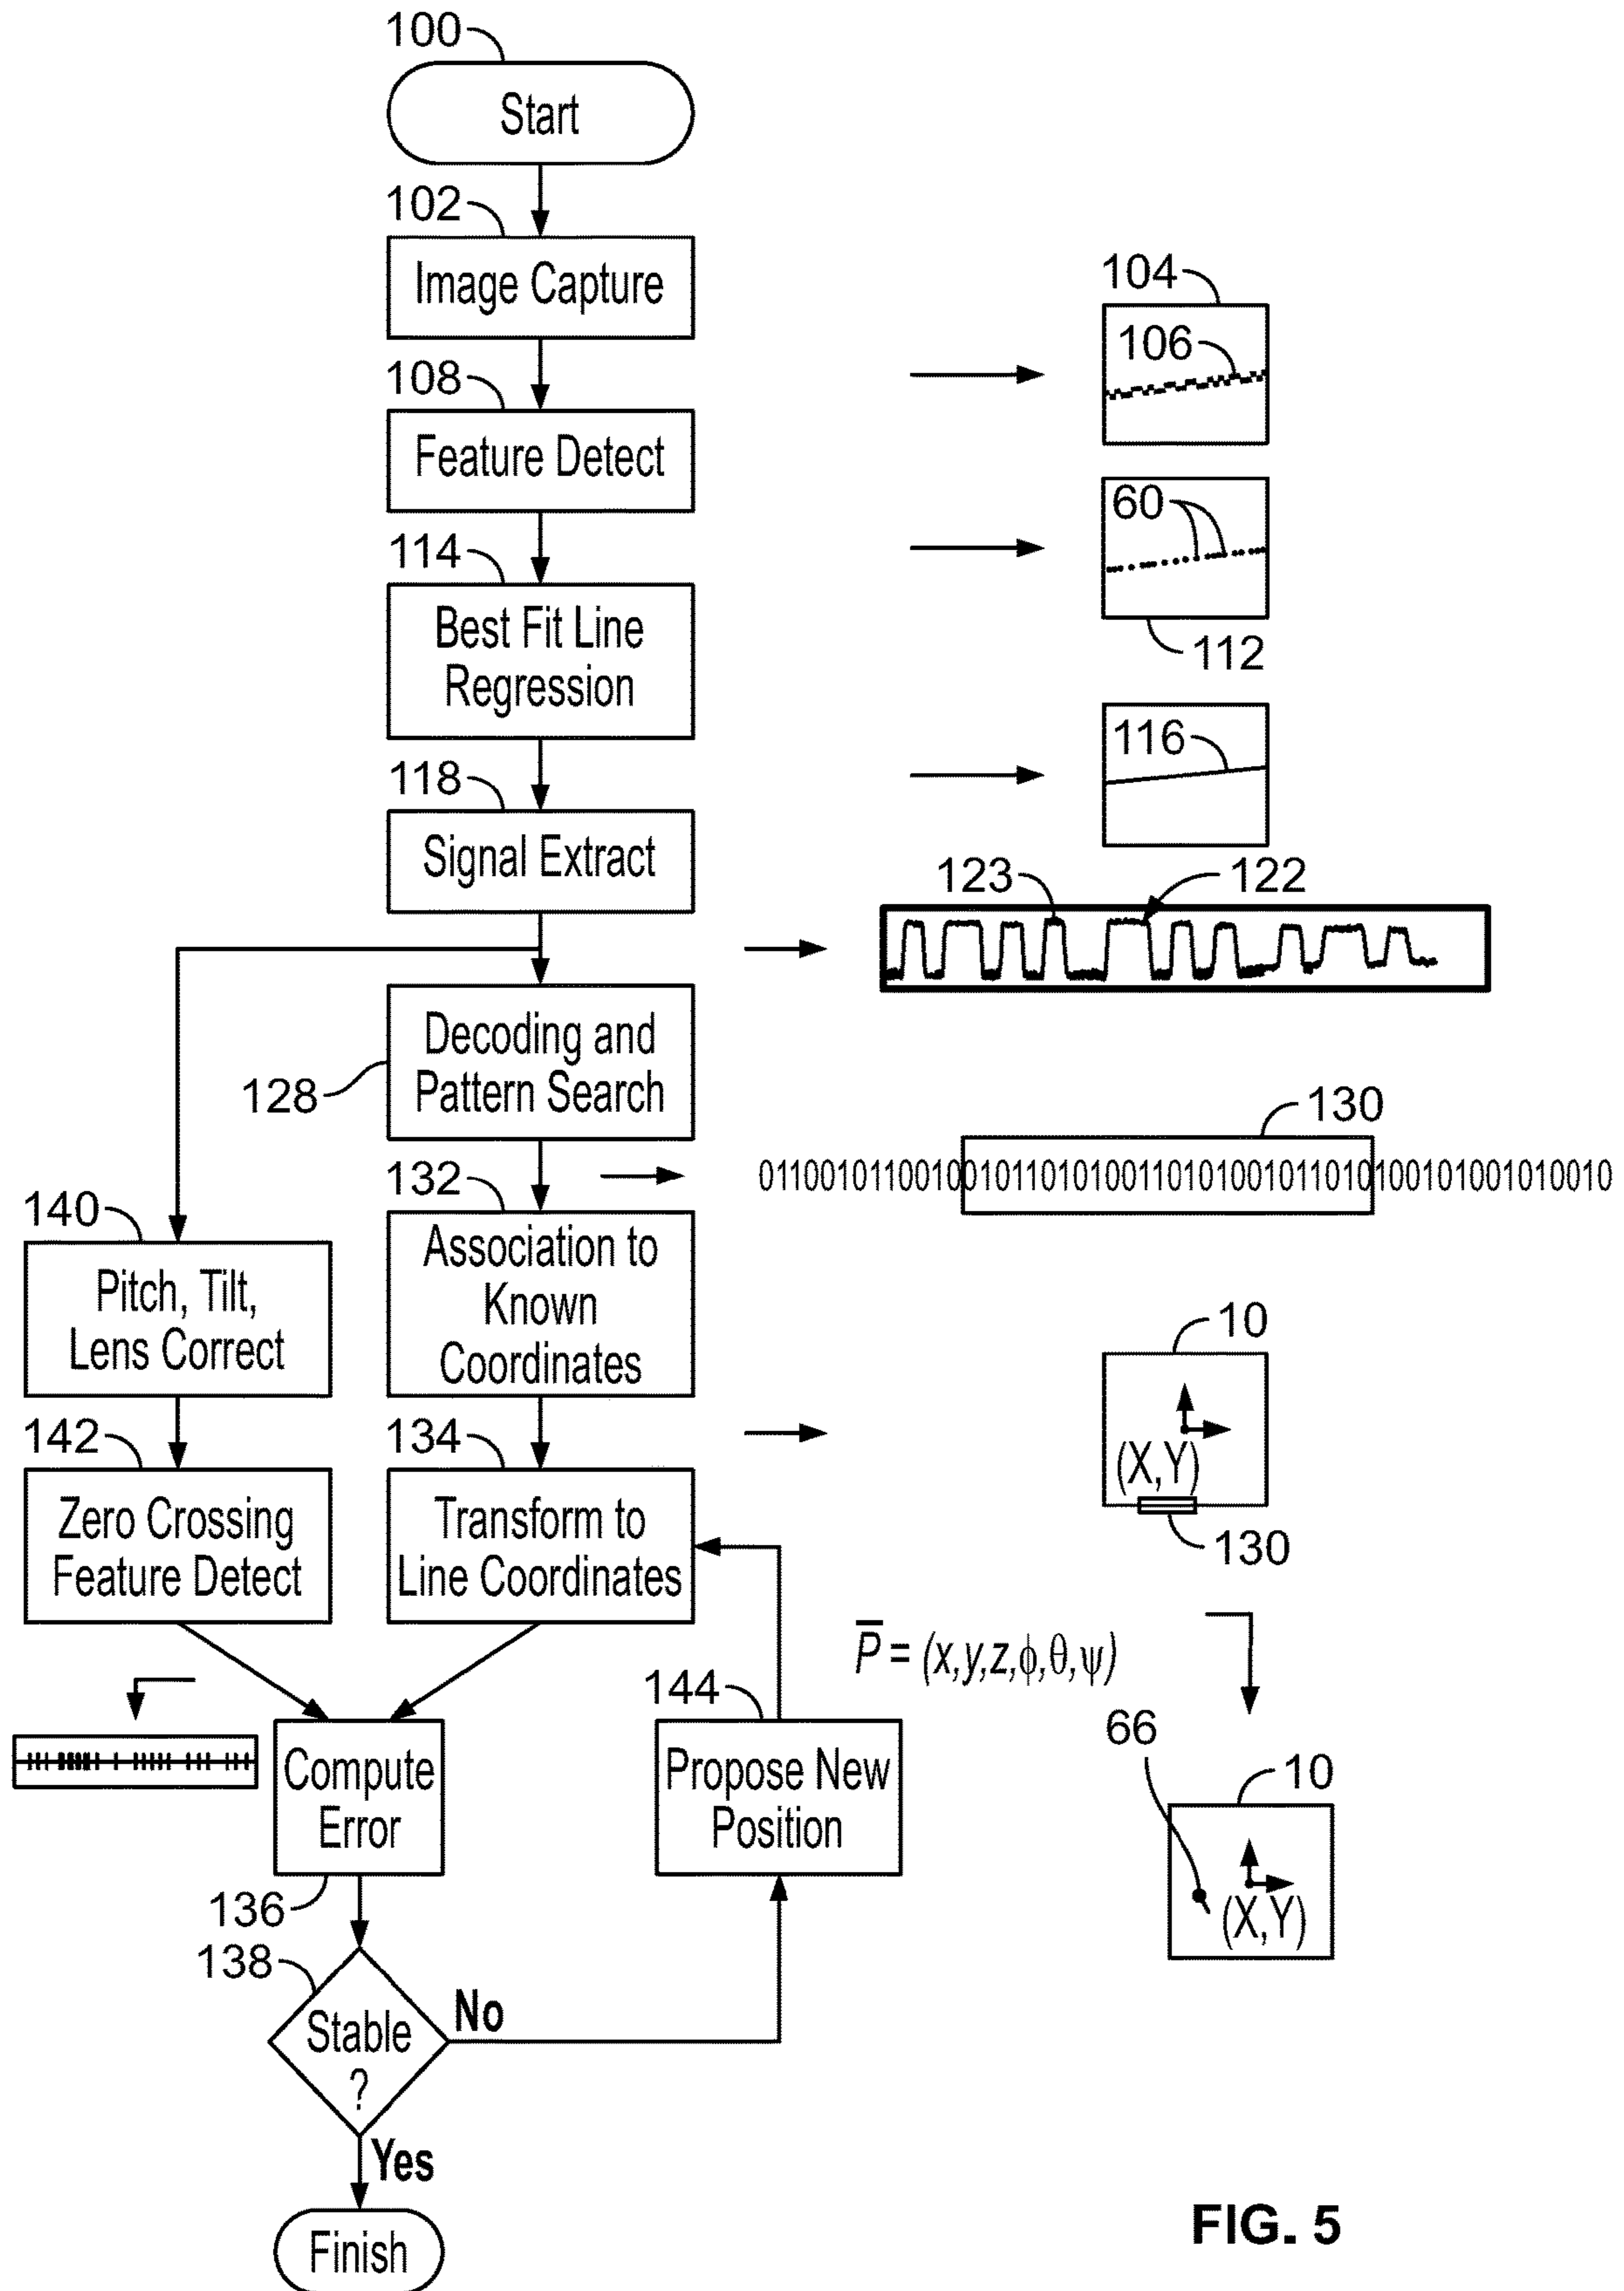 100
Start
102
Image Capture
104
106
108
Feature Detect
60
112
114
Best Fit Line
Regression
116
118
Signal Extract
123
122
Decoding and
Pattern Search
128
130
0110010110010010110101001101010010110101001010010100​10
132
Association to
Known
Coordinates
140
Pitch, Tilt,
Lens Correct
10
(X,Y)
130
142
Zero Crossing
Feature Detect
134
Transform to
Line Coordinates
P̅ = (x,y,z,ϕ,θ,ψ)
144
Propose New
Position
66
10
(X,Y)
Compute
Error
136
138
Stable
?
No
Yes
Finish
FIG. 5